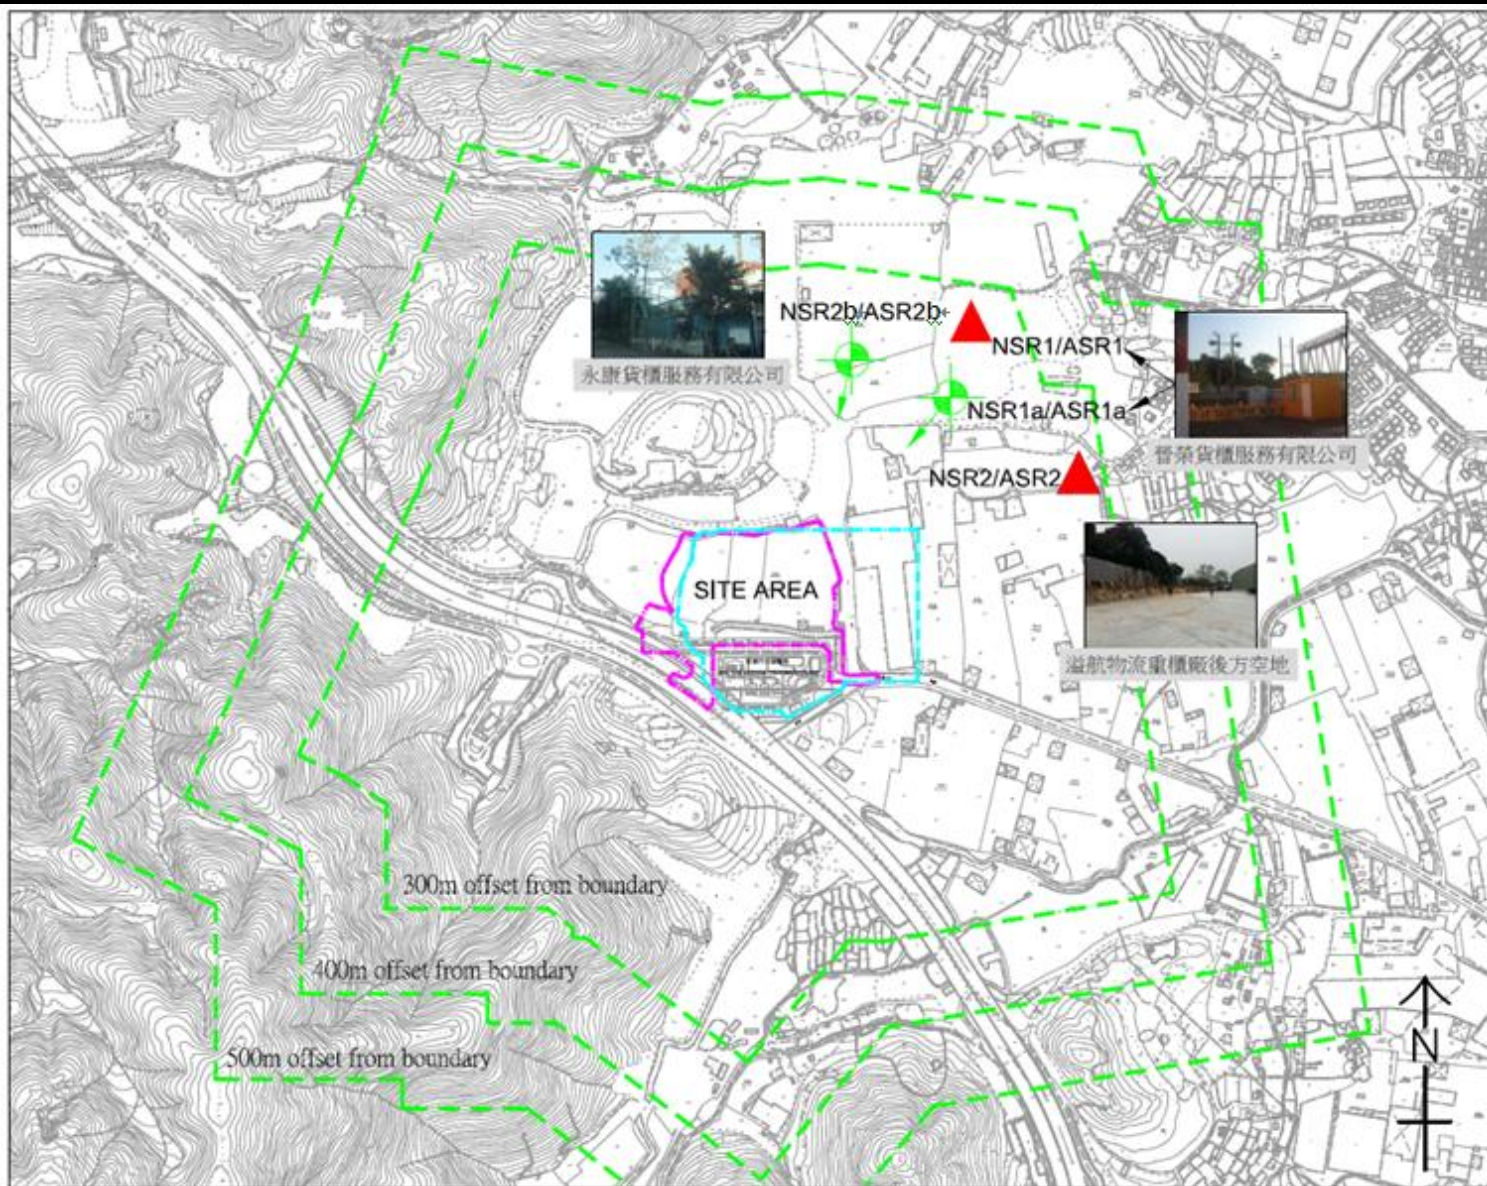 NSR2b/ASR2b
NSR1/ASR1
永康貨櫃服務有限公司
NSR1a/ASR1a
晉榮貨櫃服務有限公司
NSR2/ASR2
SITE AREA
溢航物流重櫃廠後方空地
300m offset from boundary
400m offset from boundary
500m offset from boundary
N